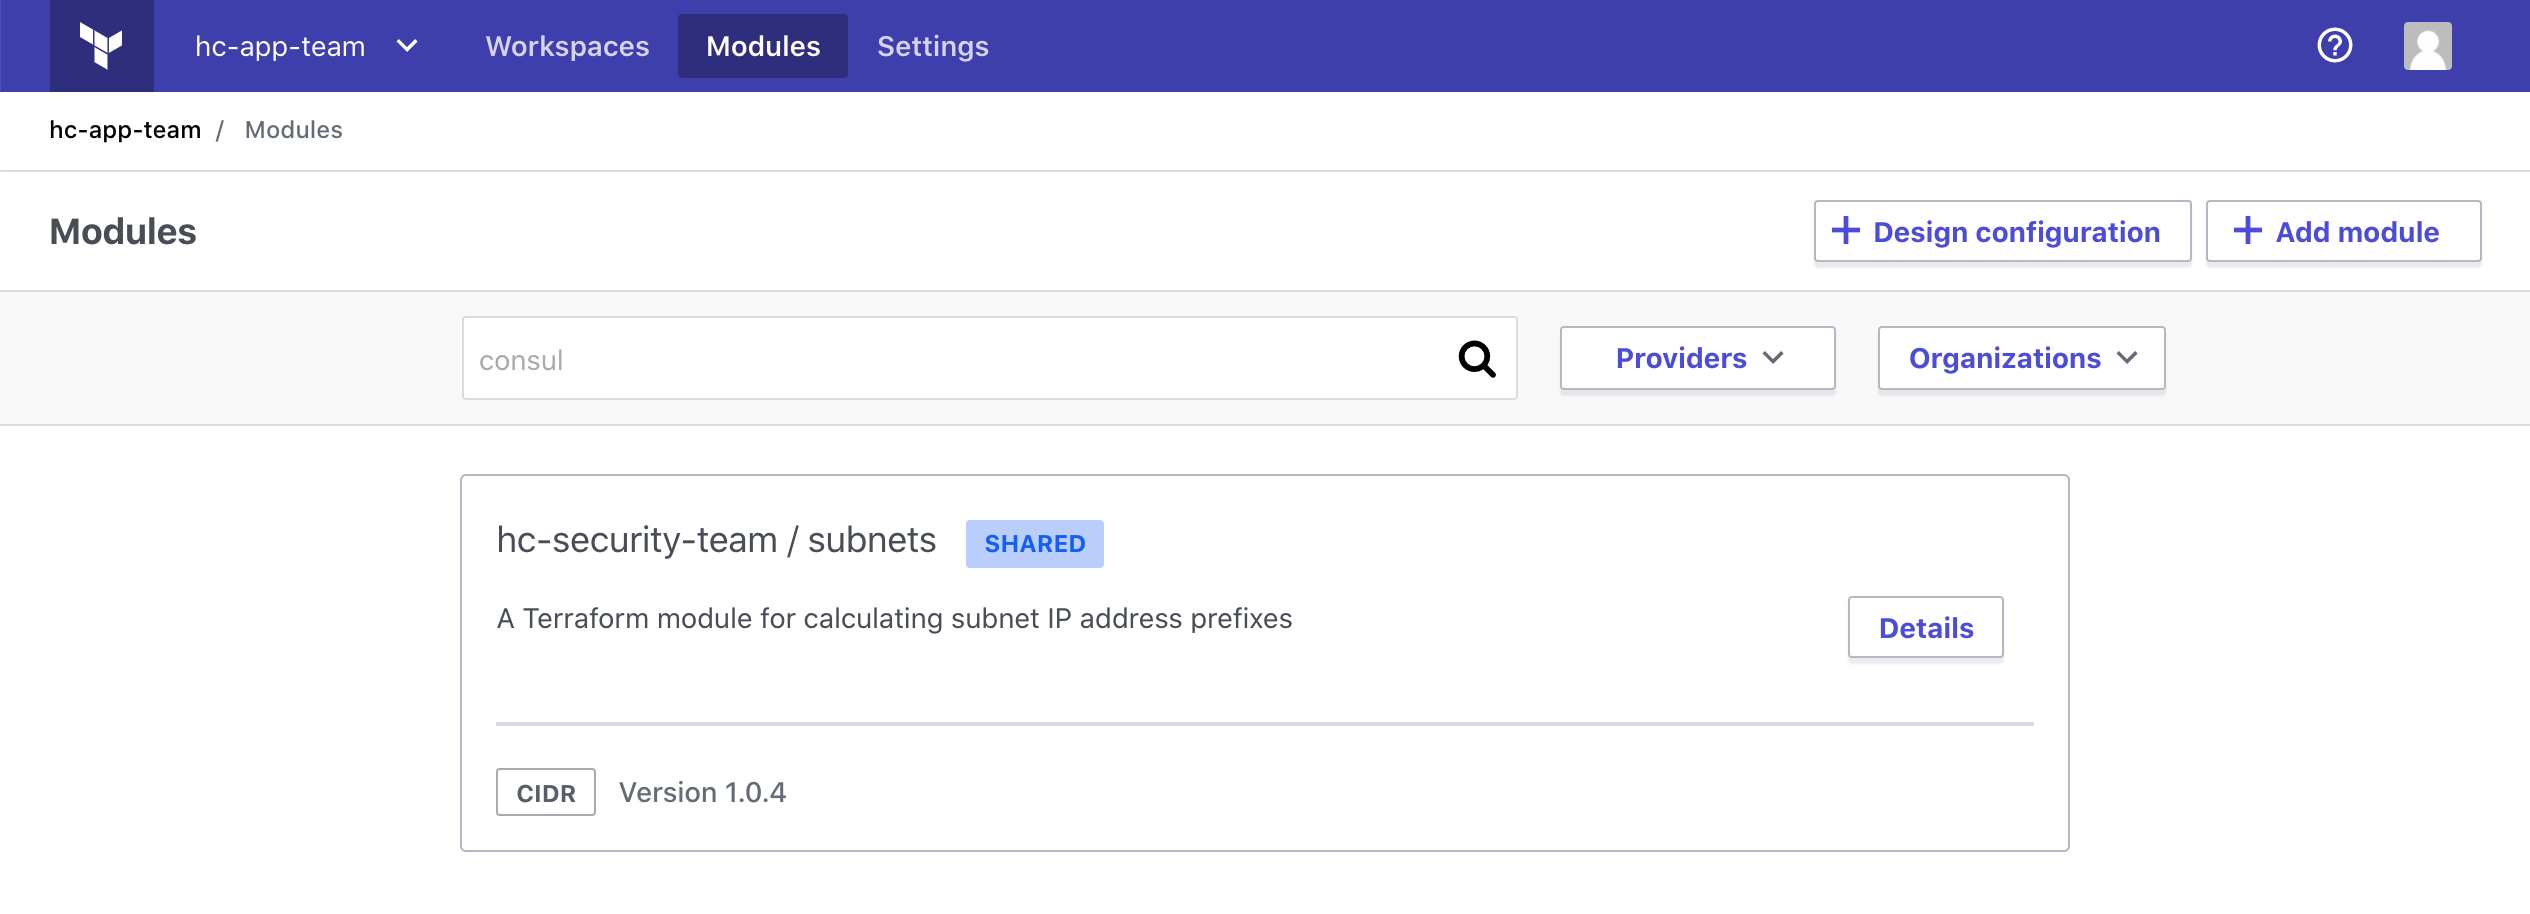 hc-app-team Workspaces Modules Settings
hc-app-team / Modules
Modules + Design configuration + Add module
consul Providers Organizations
hc-security-team / subnets SHARED
A Terraform module for calculating subnet IP address prefixes
Details
CIDR Version 1.0.4